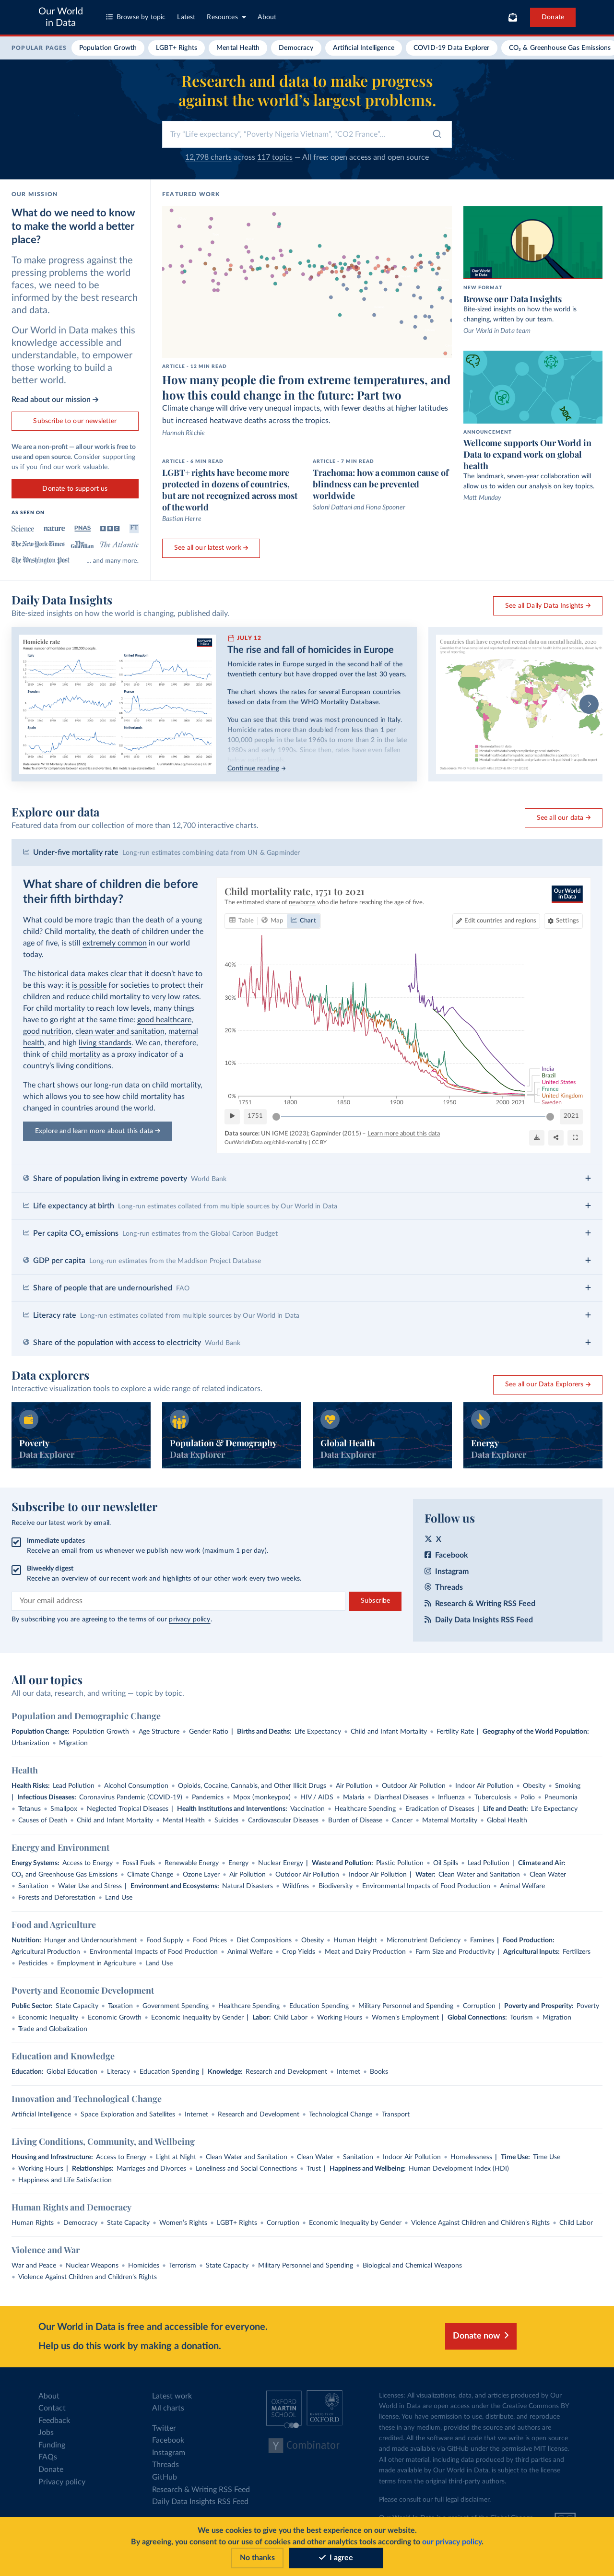 Our World
in Data
Browse by topic
Latest
Resources
About
Donate
POPULAR PAGES
Population Growth
LGBT+ Rights
Mental Health
Democracy
Artificial Intelligence
COVID-19 Data Explorer
CO₂ & Greenhouse Gas Emissions
Research and data to make progress
against the world's largest problems.
Try "Life expectancy", "Poverty Nigeria Vietnam", "CO2 France"...
12,798 charts across 117 topics — All free: open access and open source
OUR MISSION
What do we need to know
to make the world a better
place?
To make progress against the
pressing problems the world
faces, we need to be
informed by the best research
and data.
Our World in Data makes this
knowledge accessible and
understandable, to empower
those working to build a
better world.
Read about our mission →
Subscribe to our newsletter
We are a non-profit — all our work is free to
use and open source. Consider supporting
us if you find our work valuable.
Donate to support us
AS SEEN ON
Science nature PNAS BBC FT
The New York Times The Guardian The Atlantic
The Washington Post ... and many more.
FEATURED WORK
ARTICLE · 12 MIN READ
How many people die from extreme temperatures, and
how this could change in the future: Part two
Climate change will drive very unequal impacts, with fewer deaths at higher latitudes
but increased heatwave deaths across the tropics.
Hannah Ritchie
ARTICLE · 6 MIN READ
LGBT+ rights have become more
protected in dozens of countries,
but are not recognized across most
of the world
Bastian Herre
ARTICLE · 7 MIN READ
Trachoma: how a common cause of
blindness can be prevented
worldwide
Saloni Dattani and Fiona Spooner
See all our latest work →
Our World
in Data
NEW FORMAT
Browse our Data Insights
Bite-sized insights on how the world is
changing, written by our team.
Our World in Data team
ANNOUNCEMENT
Wellcome supports Our World in
Data to expand work on global
health
The landmark, seven-year collaboration will
allow us to widen our analysis on key topics.
Matt Munday
Daily Data Insights
Bite-sized insights on how the world is changing, published daily.
See all Daily Data Insights →
Homicide rate
Annual number of homicides per 100,000 people.
Italy
United Kingdom
Sweden
France
Spain
Netherlands
JULY 12
The rise and fall of homicides in Europe
Homicide rates in Europe surged in the second half of the
twentieth century but have dropped over the last 30 years.
The chart shows the rates for several European countries
based on data from the WHO Mortality Database.
You can see that this trend was most pronounced in Italy.
Homicide rates more than doubled from less than 1 per
100,000 people in the late 1960s to more than 2 in the late
1980s and early 1990s. Since then, rates have even fallen
Continue reading →
Countries that have reported recent data on mental health, 2020
Explore our data
Featured data from our collection of more than 12,700 interactive charts.
See all our data →
Under-five mortality rate Long-run estimates combining data from UN & Gapminder
What share of children die before
their fifth birthday?
What could be more tragic than the death of a young
child? Child mortality, the death of children under the
age of five, is still extremely common in our world
today.
The historical data makes clear that it doesn't have to
be this way: it is possible for societies to protect their
children and reduce child mortality to very low rates.
For child mortality to reach low levels, many things
have to go right at the same time: good healthcare,
good nutrition, clean water and sanitation, maternal
health, and high living standards. We can, therefore,
think of child mortality as a proxy indicator of a
country's living conditions.
The chart shows our long-run data on child mortality,
which allows you to see how child mortality has
changed in countries around the world.
Explore and learn more about this data →
Child mortality rate, 1751 to 2021
The estimated share of newborns who die before reaching the age of five.
Our World
in Data
Table
Map
Chart
Edit countries and regions
Settings
40%
30%
20%
10%
0%
1751 1800 1850 1900 1950 2000 2021
India
Brazil
United States
France
United Kingdom
Sweden
1751
2021
Data source: UN IGME (2023); Gapminder (2015) – Learn more about this data
OurWorldInData.org/child-mortality | CC BY
Share of population living in extreme poverty World Bank
Life expectancy at birth Long-run estimates collated from multiple sources by Our World in Data
Per capita CO₂ emissions Long-run estimates from the Global Carbon Budget
GDP per capita Long-run estimates from the Maddison Project Database
Share of people that are undernourished FAO
Literacy rate Long-run estimates collated from multiple sources by Our World in Data
Share of the population with access to electricity World Bank
Data explorers
Interactive visualization tools to explore a wide range of related indicators.
See all our Data Explorers →
Poverty
Data Explorer
Population & Demography
Data Explorer
Global Health
Data Explorer
Energy
Data Explorer
Subscribe to our newsletter
Receive our latest work by email.
Immediate updates
Receive an email from us whenever we publish new work (maximum 1 per day).
Biweekly digest
Receive an overview of our recent work and highlights of our other work every two weeks.
Your email address
Subscribe
By subscribing you are agreeing to the terms of our privacy policy.
Follow us
X
Facebook
Instagram
Threads
Research & Writing RSS Feed
Daily Data Insights RSS Feed
All our topics
All our data, research, and writing — topic by topic.
Population and Demographic Change
Population Change: Population Growth • Age Structure • Gender Ratio | Births and Deaths: Life Expectancy • Child and Infant Mortality • Fertility Rate | Geography of the World Population:
Urbanization • Migration
Health
Health Risks: Lead Pollution • Alcohol Consumption • Opioids, Cocaine, Cannabis, and Other Illicit Drugs • Air Pollution • Outdoor Air Pollution • Indoor Air Pollution • Obesity • Smoking
| Infectious Diseases: Coronavirus Pandemic (COVID-19) • Pandemics • Mpox (monkeypox) • HIV / AIDS • Malaria • Diarrheal Diseases • Influenza • Tuberculosis • Polio • Pneumonia
• Tetanus • Smallpox • Neglected Tropical Diseases | Health Institutions and Interventions: Vaccination • Healthcare Spending • Eradication of Diseases | Life and Death: Life Expectancy
• Causes of Death • Child and Infant Mortality • Mental Health • Suicides • Cardiovascular Diseases • Burden of Disease • Cancer • Maternal Mortality • Global Health
Energy and Environment
Energy Systems: Access to Energy • Fossil Fuels • Renewable Energy • Energy • Nuclear Energy | Waste and Pollution: Plastic Pollution • Oil Spills • Lead Pollution | Climate and Air:
CO₂ and Greenhouse Gas Emissions • Climate Change • Ozone Layer • Air Pollution • Outdoor Air Pollution • Indoor Air Pollution | Water: Clean Water and Sanitation • Clean Water
• Sanitation • Water Use and Stress | Environment and Ecosystems: Natural Disasters • Wildfires • Biodiversity • Environmental Impacts of Food Production • Animal Welfare
• Forests and Deforestation • Land Use
Food and Agriculture
Nutrition: Hunger and Undernourishment • Food Supply • Food Prices • Diet Compositions • Obesity • Human Height • Micronutrient Deficiency • Famines | Food Production:
Agricultural Production • Environmental Impacts of Food Production • Animal Welfare • Crop Yields • Meat and Dairy Production • Farm Size and Productivity | Agricultural Inputs: Fertilizers
• Pesticides • Employment in Agriculture • Land Use
Poverty and Economic Development
Public Sector: State Capacity • Taxation • Government Spending • Healthcare Spending • Education Spending • Military Personnel and Spending • Corruption | Poverty and Prosperity: Poverty
• Economic Inequality • Economic Growth • Economic Inequality by Gender | Labor: Child Labor • Working Hours • Women's Employment | Global Connections: Tourism • Migration
• Trade and Globalization
Education and Knowledge
Education: Global Education • Literacy • Education Spending | Knowledge: Research and Development • Internet • Books
Innovation and Technological Change
Artificial Intelligence • Space Exploration and Satellites • Internet • Research and Development • Technological Change • Transport
Living Conditions, Community, and Wellbeing
Housing and Infrastructure: Access to Energy • Light at Night • Clean Water and Sanitation • Clean Water • Sanitation • Indoor Air Pollution • Homelessness | Time Use: Time Use
• Working Hours | Relationships: Marriages and Divorces • Loneliness and Social Connections • Trust | Happiness and Wellbeing: Human Development Index (HDI)
• Happiness and Life Satisfaction
Human Rights and Democracy
Human Rights • Democracy • State Capacity • Women's Rights • LGBT+ Rights • Corruption • Economic Inequality by Gender • Violence Against Children and Children's Rights • Child Labor
Violence and War
War and Peace • Nuclear Weapons • Homicides • Terrorism • State Capacity • Military Personnel and Spending • Biological and Chemical Weapons
• Violence Against Children and Children's Rights
Our World in Data is free and accessible for everyone.
Help us do this work by making a donation.
Donate now
About
Contact
Feedback
Jobs
Funding
FAQs
Donate
Privacy policy
Latest work
All charts
Twitter
Facebook
Instagram
Threads
GitHub
Research & Writing RSS Feed
Daily Data Insights RSS Feed
OXFORD
MARTIN
SCHOOL
UNIVERSITY OF
OXFORD
Y Combinator
Licenses: All visualizations, data, and articles produced by Our
World in Data are open access under the Creative Commons BY
license. You have permission to use, distribute, and reproduce
these in any medium, provided the source and authors are
credited. All the software and code that we write is open source
and made available via GitHub under the permissive MIT license.
All other material, including data produced by third parties and
made available by Our World in Data, is subject to the license
terms from the original third-party authors.
Please consult our full legal disclaimer.
Our World In Data is a project of the Global Change
We use cookies to give you the best experience on our website.
By agreeing, you consent to our use of cookies and other analytics tools according to our privacy policy.
No thanks
I agree